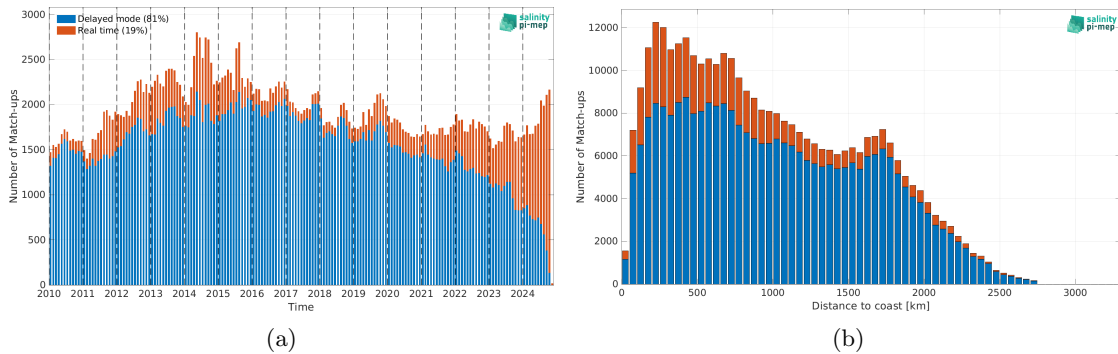 3000
2500
2000
1500
1000
500
0
Number of Match-ups
Delayed mode (81%)
Real time (19%)
salinity
pi-mep
2010 2011 2012 2013 2014 2015 2016 2017 2018 2019 2020 2021 2022 2023 2024
Time
(a)
12000
10000
8000
6000
4000
2000
0
Number of Match-ups
salinity
pi-mep
0 500 1000 1500 2000 2500 3000
Distance to coast [km]
(b)